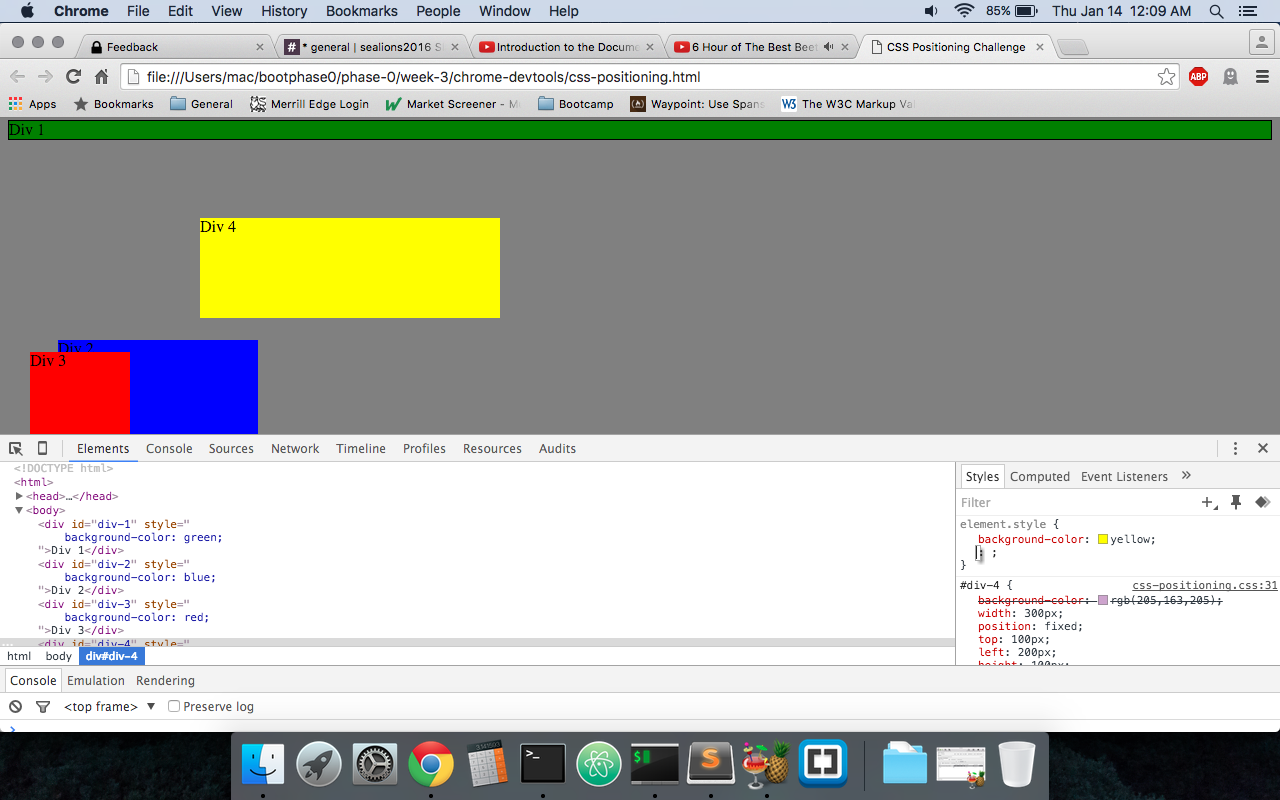 Chrome File Edit View History Bookmarks People Window Help 85% Thu Jan 14 12:09 AM
Feedback * general | sealions2016 S Introduction to the Docume 6 Hour of The Best Beet CSS Positioning Challenge
file:///Users/mac/bootphase0/phase-0/week-3/chrome-devtools/css-positioning.html ABP
Apps Bookmarks General Merrill Edge Login Market Screener - Bootcamp Waypoint: Use Spans W3 The W3C Markup Val
Div 1
Div 4
Div 2
Div 3
Elements Console Sources Network Timeline Profiles Resources Audits
<!DOCTYPE html>
<html>
<head>…</head>
<body>
<div id="div-1" style="
background-color: green;
">Div 1</div>
<div id="div-2" style="
background-color: blue;
">Div 2</div>
<div id="div-3" style="
background-color: red;
">Div 3</div>
<div id="div-4" style="
html body div#div-4
Styles Computed Event Listeners »
Filter
element.style {
background-color: yellow;
: ;
}
#div-4 { css-positioning.css:31
background-color: rgb(205,163,205);
width: 300px;
position: fixed;
top: 100px;
left: 200px;
height: 100px;
Console Emulation Rendering
<top frame> ▼ Preserve log
>